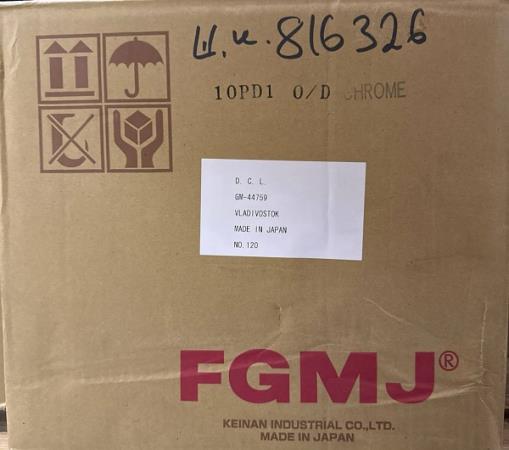 Ш.к. 816326
10PD1 O/D CHROME
D. C. L.
GM-44759
VLADIVOSTOK
MADE IN JAPAN
NO. 120
FGMJ®
KEINAN INDUSTRIAL CO.,LTD.
MADE IN JAPAN